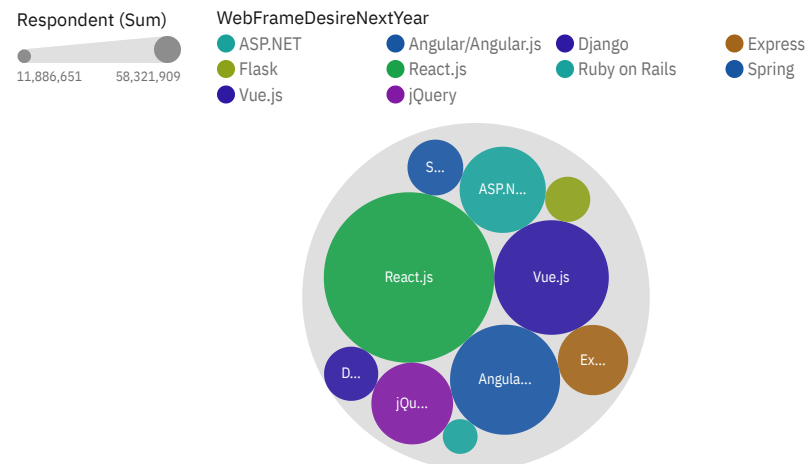 Respondent (Sum)
11,886,651 58,321,909
WebFrameDesireNextYear
ASP.NET Angular/Angular.js Django Express
Flask React.js Ruby on Rails Spring
Vue.js jQuery
S...
ASP.N...
React.js
Vue.js
Ex...
D...
Angula...
jQu...